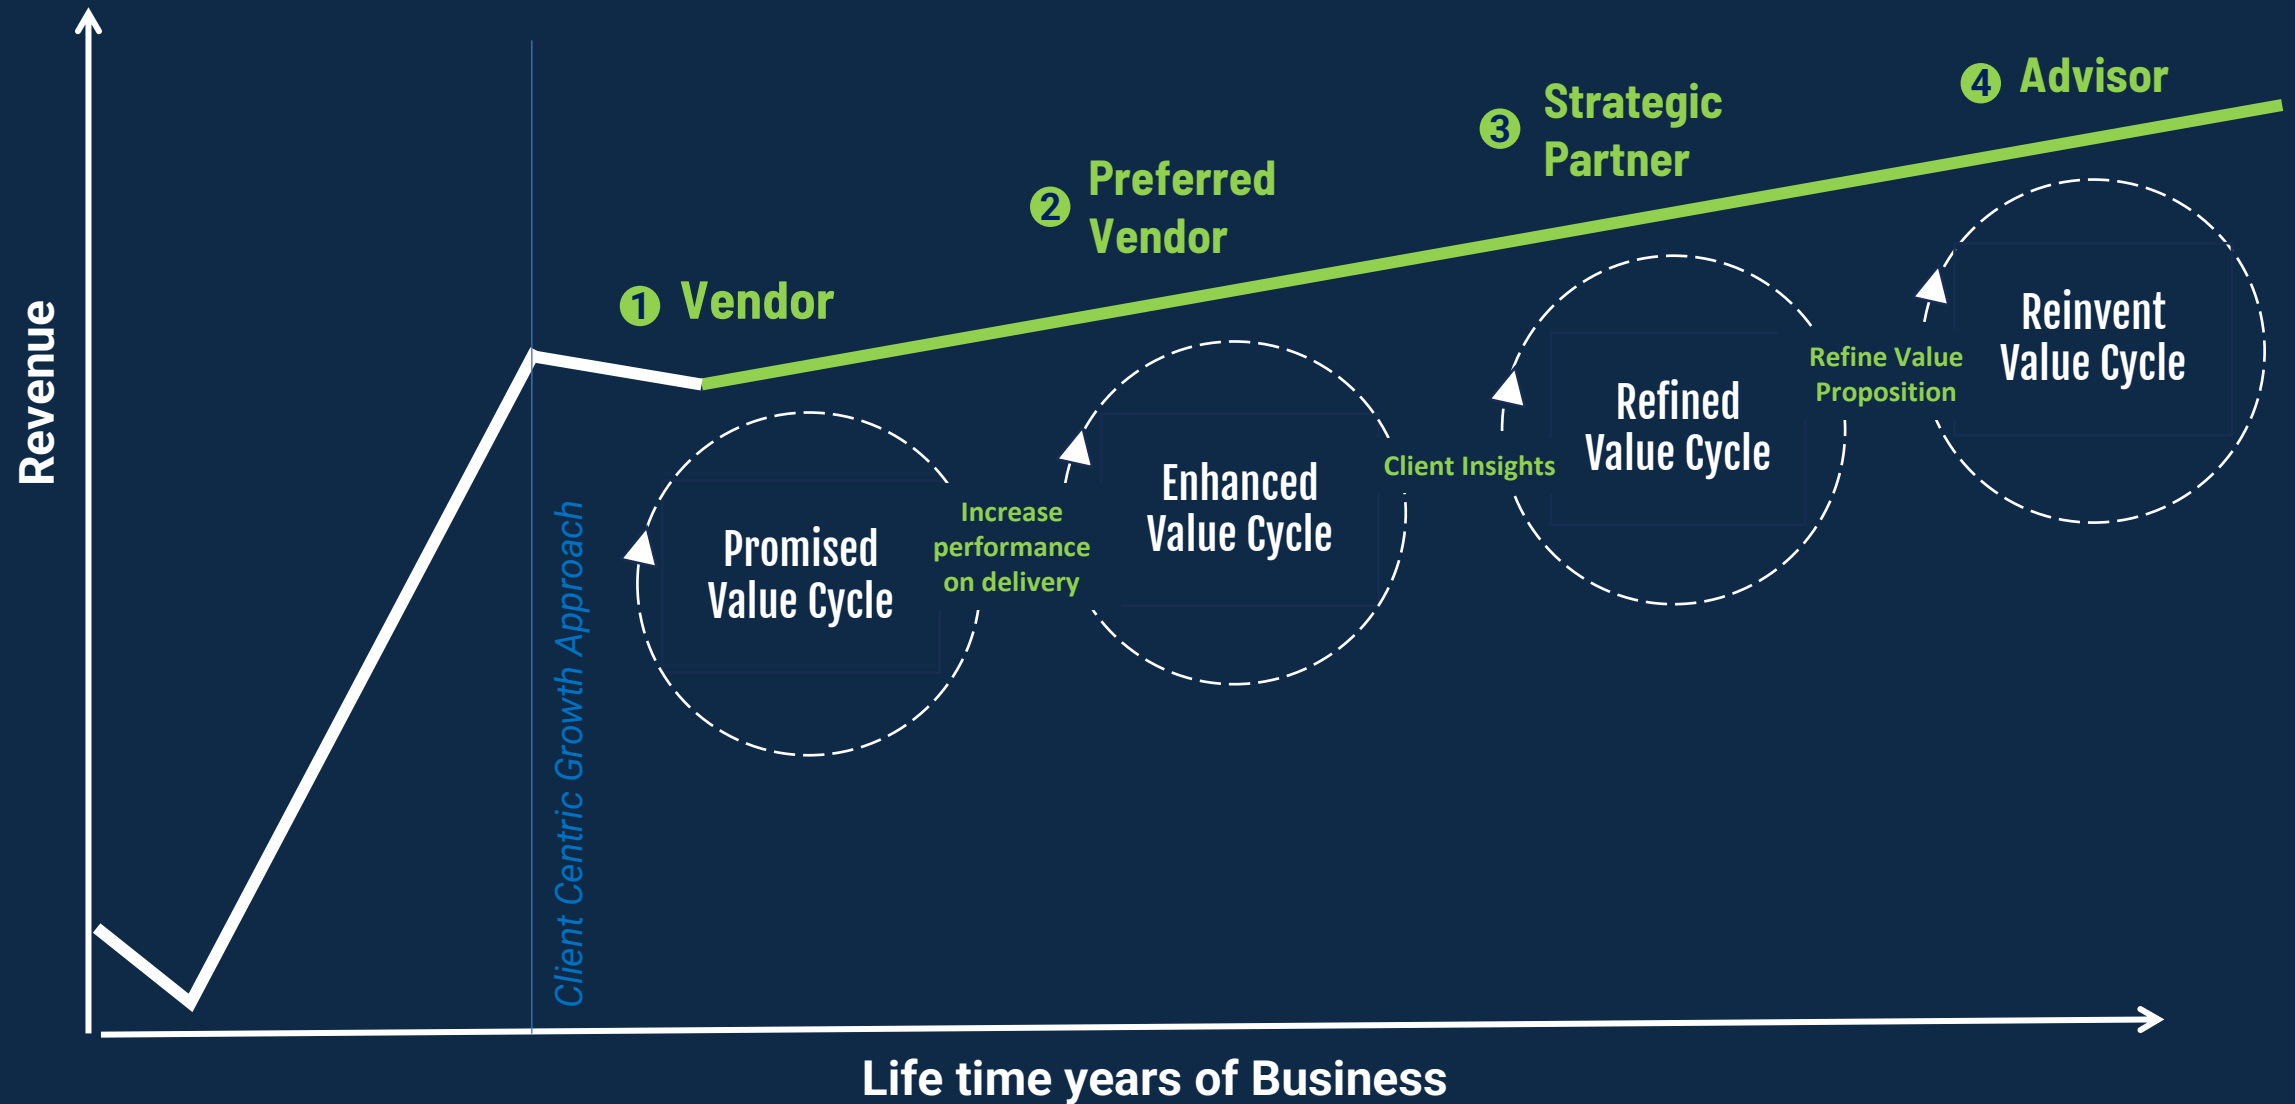 Revenue
Client Centric Growth Approach
1 Vendor
2 Preferred
Vendor
3 Strategic
Partner
4 Advisor
Promised
Value Cycle
Increase
performance
on delivery
Enhanced
Value Cycle
Client Insights
Refined
Value Cycle
Refine Value
Proposition
Reinvent
Value Cycle
Life time years of Business